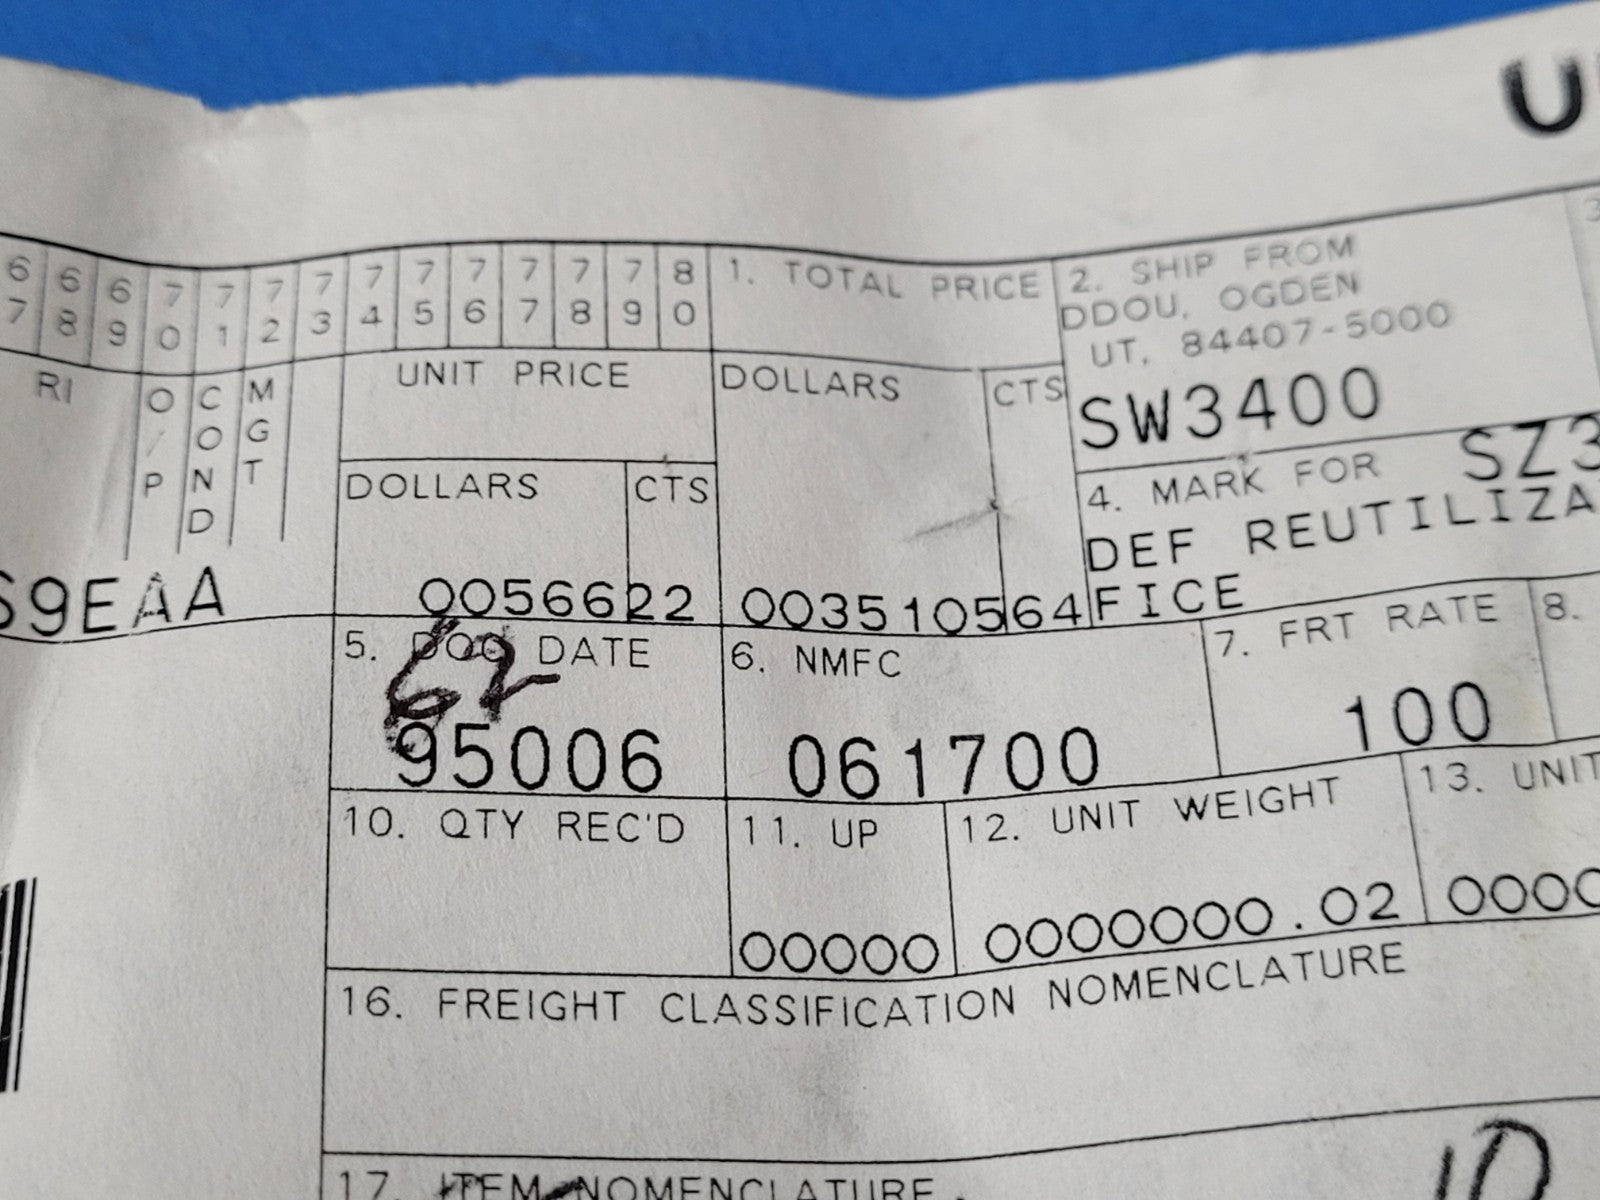 6 6 6 7 7 7 7 7 7 7 7 7 7 8
7 8 9 0 1 2 3 4 5 6 7 8 9 0
1. TOTAL PRICE
2. SHIP FROM
DDOU, OGDEN
UT, 84407-5000
SW3400
RI
O/P
COND
MGT
UNIT PRICE
DOLLARS CTS
DOLLARS CTS
4. MARK FOR SZ3
DEF REUTILIZA
FICE
S9EAA
0056622
003510564
5. DOC DATE
62
95006
6. NMFC
061700
7. FRT RATE
100
8.
10. QTY REC'D
11. UP
00000
12. UNIT WEIGHT
0000000.02
13. UNIT
0000
16. FREIGHT CLASSIFICATION NOMENCLATURE
17. ITEM NOMENCLATURE
10